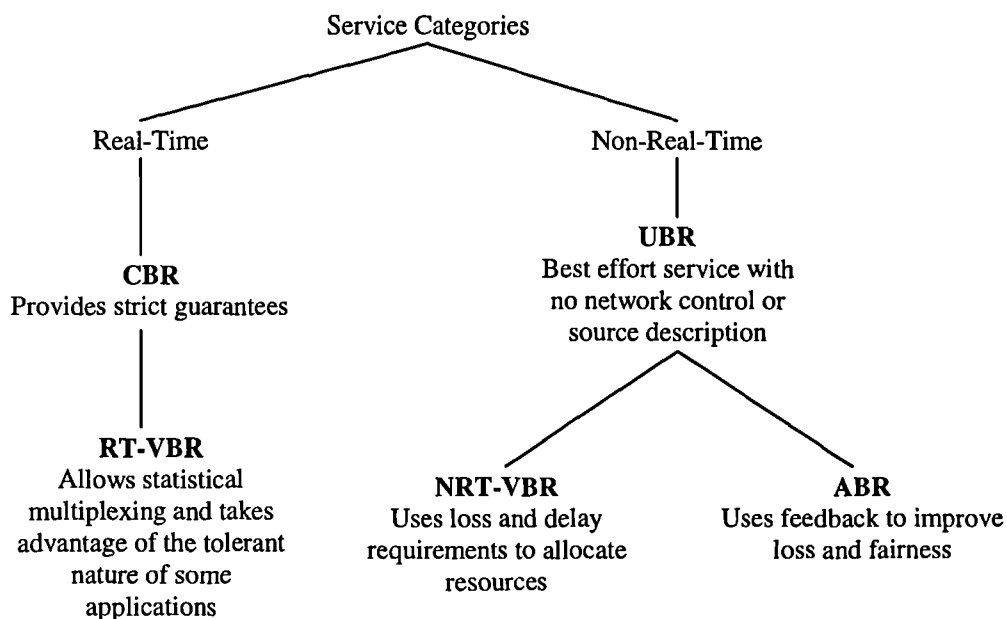 Service Categories
Real-Time
Non-Real-Time
CBR
Provides strict guarantees
UBR
Best effort service with
no network control or
source description
RT-VBR
Allows statistical
multiplexing and takes
advantage of the tolerant
nature of some
applications
NRT-VBR
Uses loss and delay
requirements to allocate
resources
ABR
Uses feedback to improve
loss and fairness